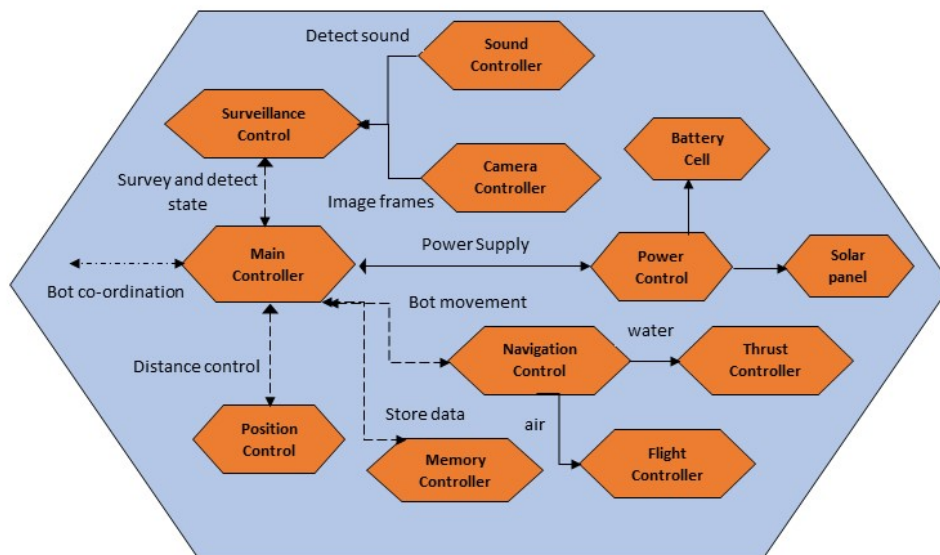 Detect sound
Sound
Controller
Surveillance
Control
Battery
Cell
Camera
Controller
Survey and detect
state
Image frames
Main
Controller
Power Supply
Power
Control
Solar
panel
Bot co-ordination
Bot movement
water
Navigation
Control
Thrust
Controller
Distance control
Store data
air
Position
Control
Memory
Controller
Flight
Controller